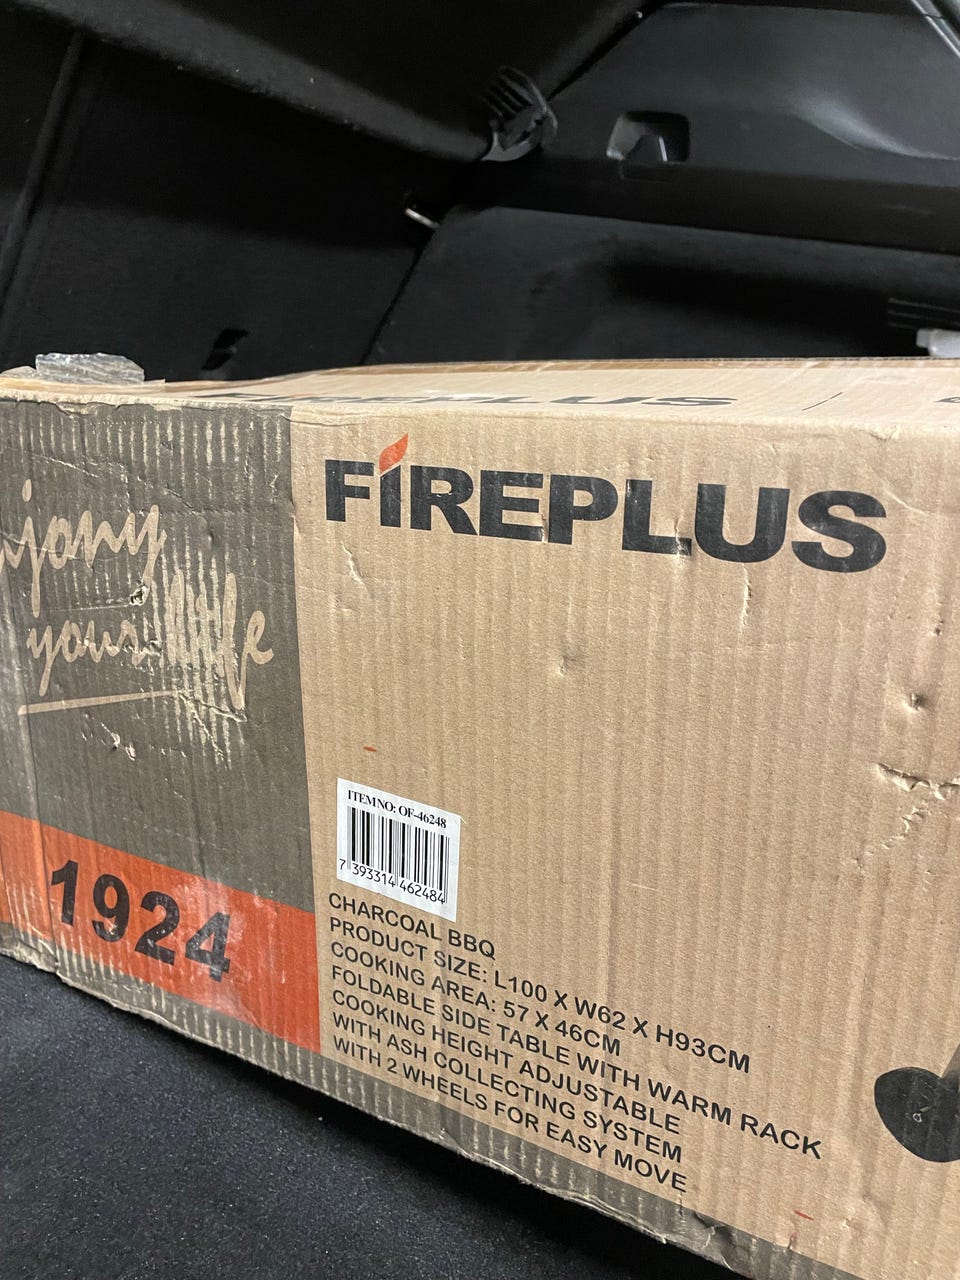 FIREPLUS
FIREPLUS
your life
1924
ITEM NO: OF-46248
7 393314 462484
CHARCOAL BBQ
PRODUCT SIZE: L100 X W62 X H93CM
COOKING AREA: 57 X 46CM
FOLDABLE SIDE TABLE WITH WARM RACK
COOKING HEIGHT ADJUSTABLE
WITH ASH COLLECTING SYSTEM
WITH 2 WHEELS FOR EASY MOVE